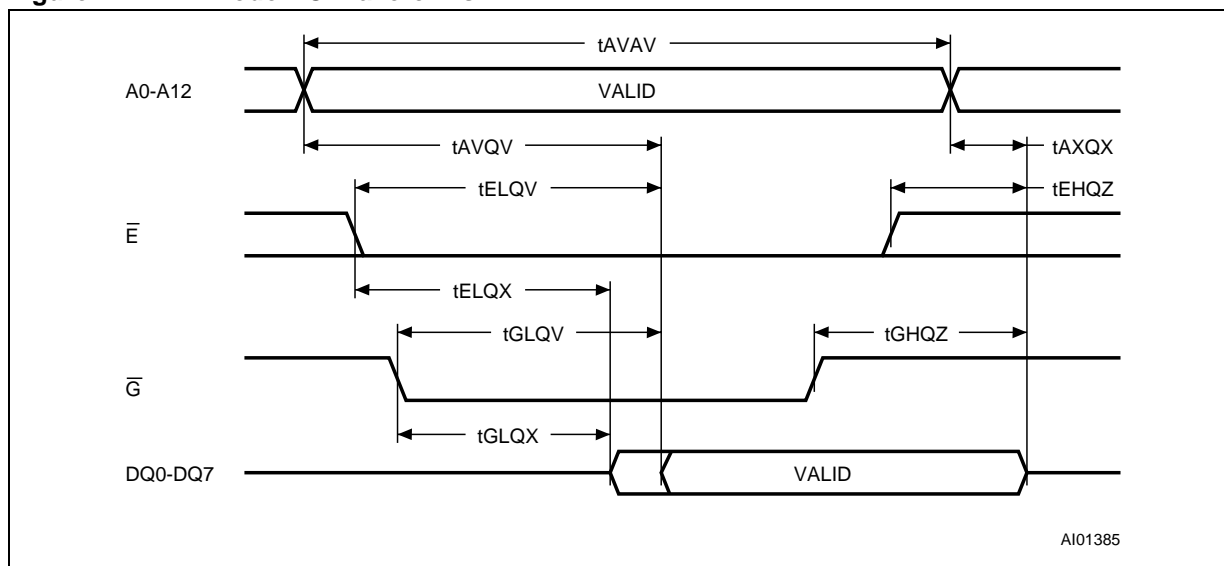 tAVAV
A0-A12
VALID
tAVQV
tAXQX
tELQV
tEHQZ
E̅
tELQX
tGLQV
tGHQZ
G̅
tGLQX
DQ0-DQ7
VALID
AI01385